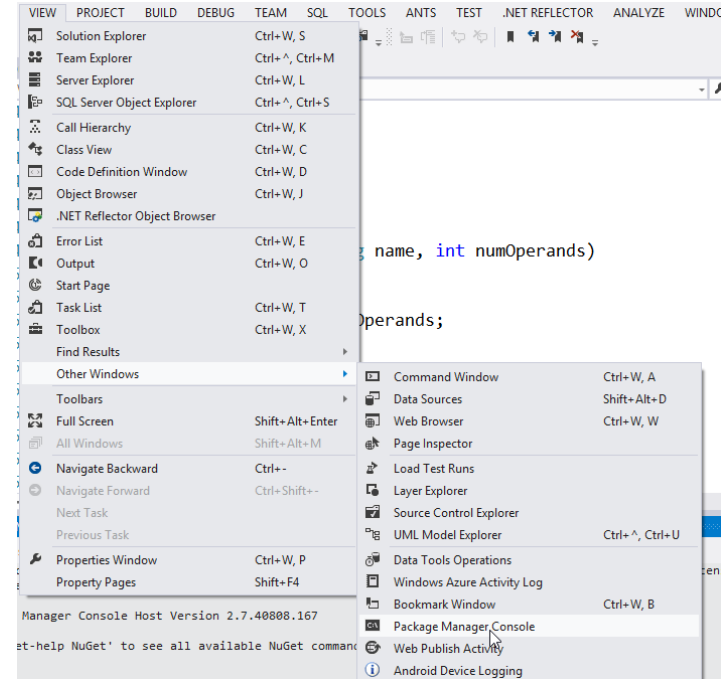 VIEW PROJECT BUILD DEBUG TEAM SQL TOOLS ANTS TEST .NET REFLECTOR ANALYZE
Solution Explorer Ctrl+W, S
Team Explorer Ctrl+^, Ctrl+M
Server Explorer Ctrl+W, L
SQL Server Object Explorer Ctrl+^, Ctrl+S
Call Hierarchy Ctrl+W, K
Class View Ctrl+W, C
Code Definition Window Ctrl+W, D
Object Browser Ctrl+W, J
.NET Reflector Object Browser
Error List Ctrl+W, E
Output Ctrl+W, O
Start Page
Task List Ctrl+W, T
Toolbox Ctrl+W, X
Find Results
Other Windows
Toolbars
Full Screen Shift+Alt+Enter
All Windows Shift+Alt+M
Navigate Backward Ctrl+-
Navigate Forward Ctrl+Shift+-
Next Task
Previous Task
Properties Window Ctrl+W, P
Property Pages Shift+F4
name, int numOperands)
perands;
Command Window Ctrl+W, A
Data Sources Shift+Alt+D
Web Browser Ctrl+W, W
Page Inspector
Load Test Runs
Layer Explorer
Source Control Explorer
UML Model Explorer Ctrl+^, Ctrl+U
Data Tools Operations
Windows Azure Activity Log
Bookmark Window Ctrl+W, B
Package Manager Console
Web Publish Activity
Android Device Logging
Manager Console Host Version 2.7.40808.167
et-help NuGet' to see all available NuGet comman